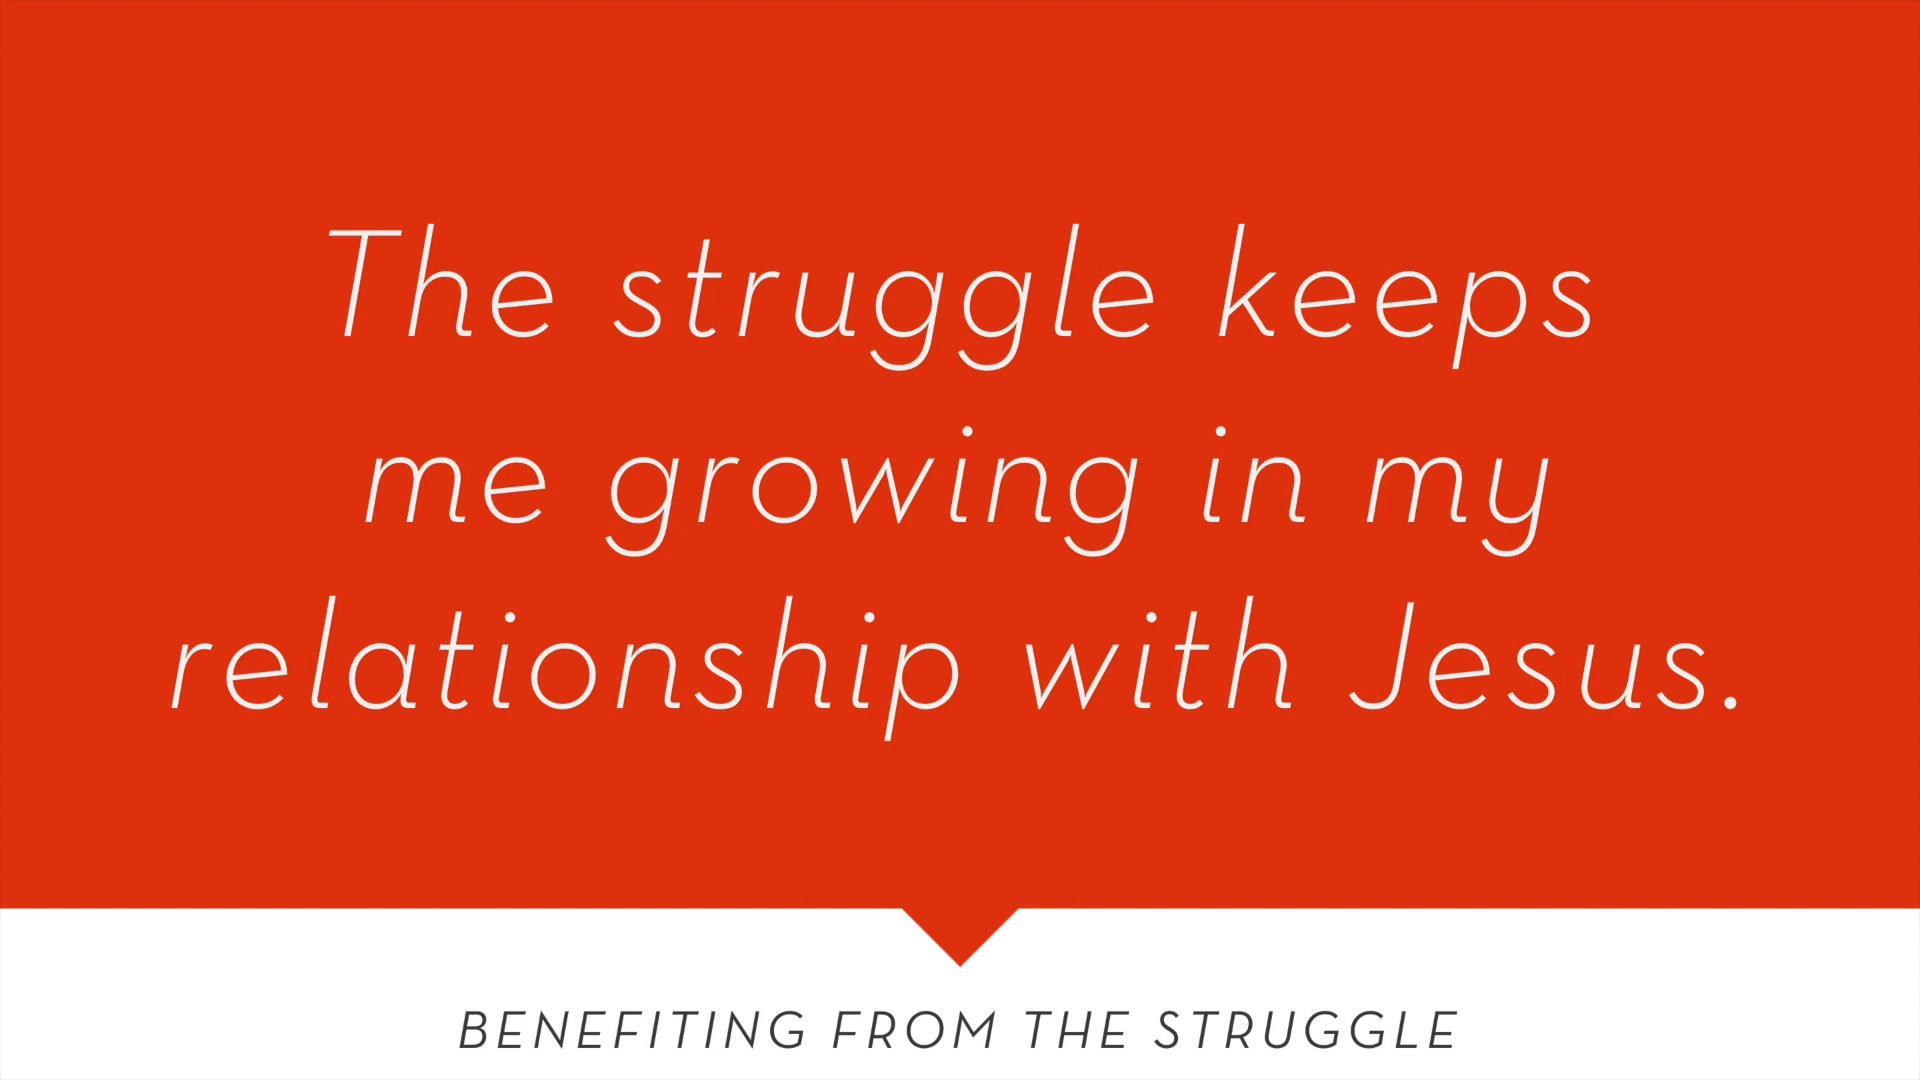 The struggle keeps
me growing in my
relationship with Jesus.
BENEFITING FROM THE STRUGGLE